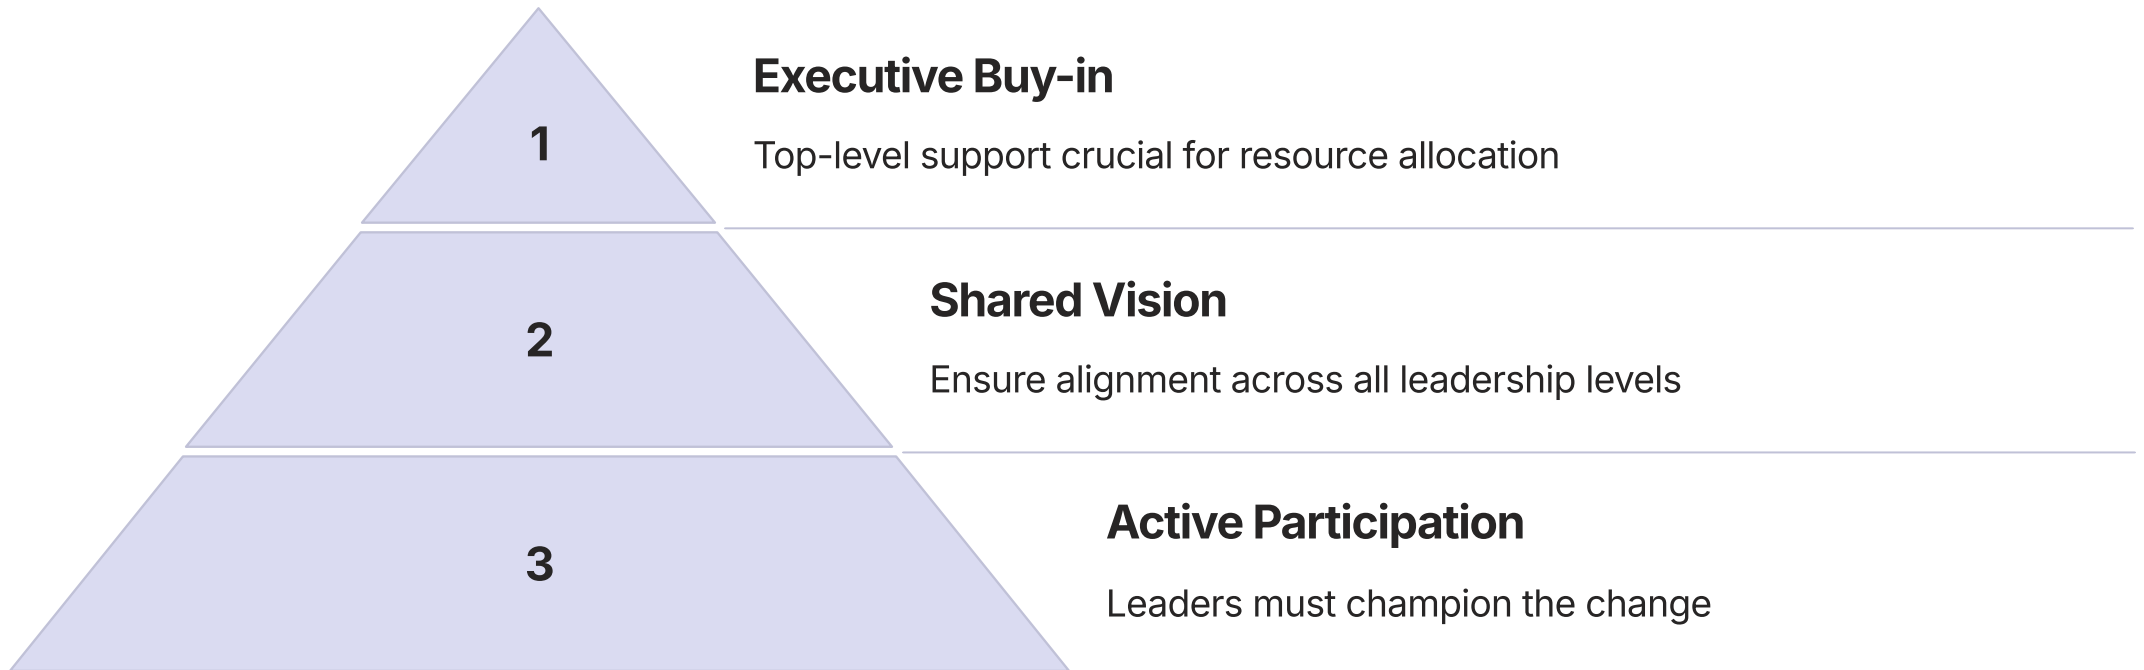 1
Executive Buy-in
Top-level support crucial for resource allocation
2
Shared Vision
Ensure alignment across all leadership levels
3
Active Participation
Leaders must champion the change